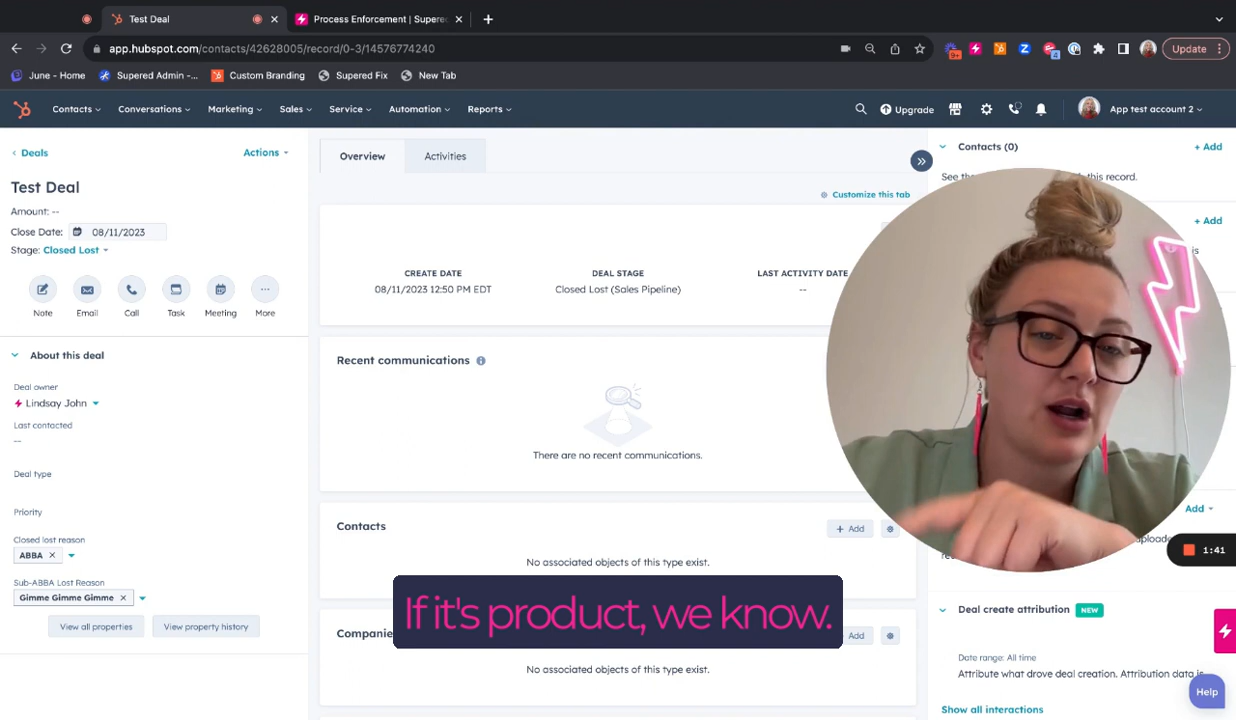 Test Deal
Process Enforcement | Supered
app.hubspot.com/contacts/42628005/record/0-3/14576774240
9+
4
Update
June - Home
Supered Admin -...
Custom Branding
Supered Fix
New Tab
Contacts
Conversations
Marketing
Sales
Service
Automation
Reports
Upgrade
App test account 2
Deals
Actions
Test Deal
Amount: --
Close Date: 08/11/2023
Stage: Closed Lost
Note
Email
Call
Task
Meeting
More
About this deal
Deal owner
Lindsay John
Last contacted
--
Deal type
Priority
Closed lost reason
ABBA
Sub-ABBA Lost Reason
Gimme Gimme Gimme
View all properties
View property history
Overview
Activities
Customize this tab
CREATE DATE
08/11/2023 12:50 PM EDT
DEAL STAGE
Closed Lost (Sales Pipeline)
LAST ACTIVITY DATE
--
Recent communications
There are no recent communications.
Contacts
+ Add
No associated objects of this type exist.
If it's product, we know.
Companie
Add
No associated objects of this type exist.
Contacts (0)
+ Add
See the
this record.
+ Add
Add
1:41
Deal create attribution
NEW
Date range: All time
Attribute what drove deal creation. Attribution data is
Show all interactions
Help